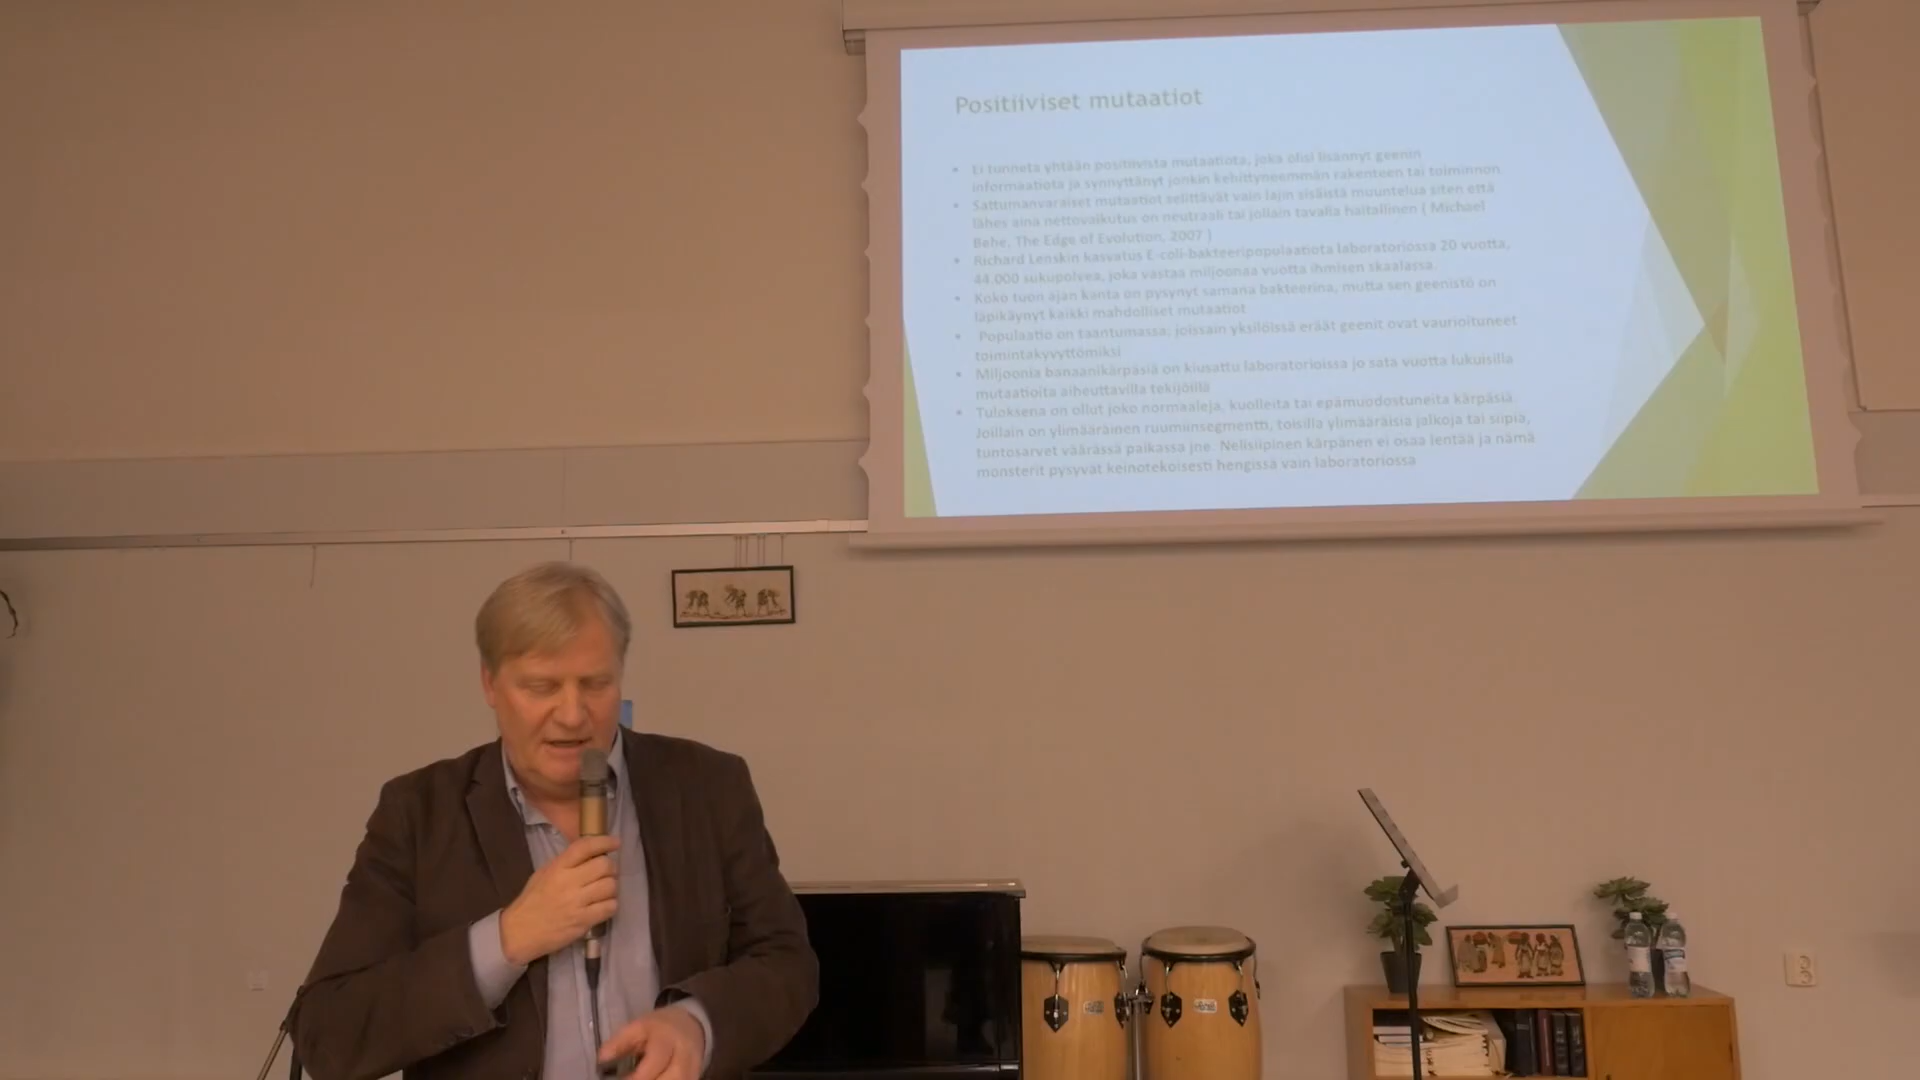 Positiiviset mutaatiot
Ei tunneta yhtään positiivista mutaatiota, joka olisi lisännyt geenin
informaatiota ja synnyttänyt jonkin kehittyneemmän rakenteen tai toiminnon
Sattumanvaraiset mutaatiot selittävät vain lajin sisäistä muuntelua siten että
lähes aina nettovaikutus on neutraali tai jollain tavalla haitallinen ( Michael
Behe, The Edge of Evolution, 2007 )
Richard Lenskin kasvatus E-coli-bakteeripopulaatiota laboratoriossa 20 vuotta,
44.000 sukupolvea, joka vastaa miljoonaa vuotta ihmisen skaalassa.
Koko tuon ajan kanta on pysynyt samana bakteerina, mutta sen geenistö on
läpikäynyt kaikki mahdolliset mutaatiot
Populaatio on taantumassa; joissain yksilöissä eräät geenit ovat vaurioituneet
toimintakyvyttömiksi
Miljoonia banaanikärpäsiä on kiusattu laboratorioissa jo sata vuotta lukuisilla
mutaatioita aiheuttavilla tekijöillä
Tuloksena on ollut joko normaaleja, kuolleita tai epämuodostuneita kärpäsiä.
Joillain on ylimääräinen ruumiinsegmentti, toisilla ylimääräisiä jalkoja tai siipiä,
tuntosarvet väärässä paikassa jne. Nelisiipinen kärpänen ei osaa lentää ja nämä
monsterit pysyvät keinotekoisesti hengissä vain laboratoriossa